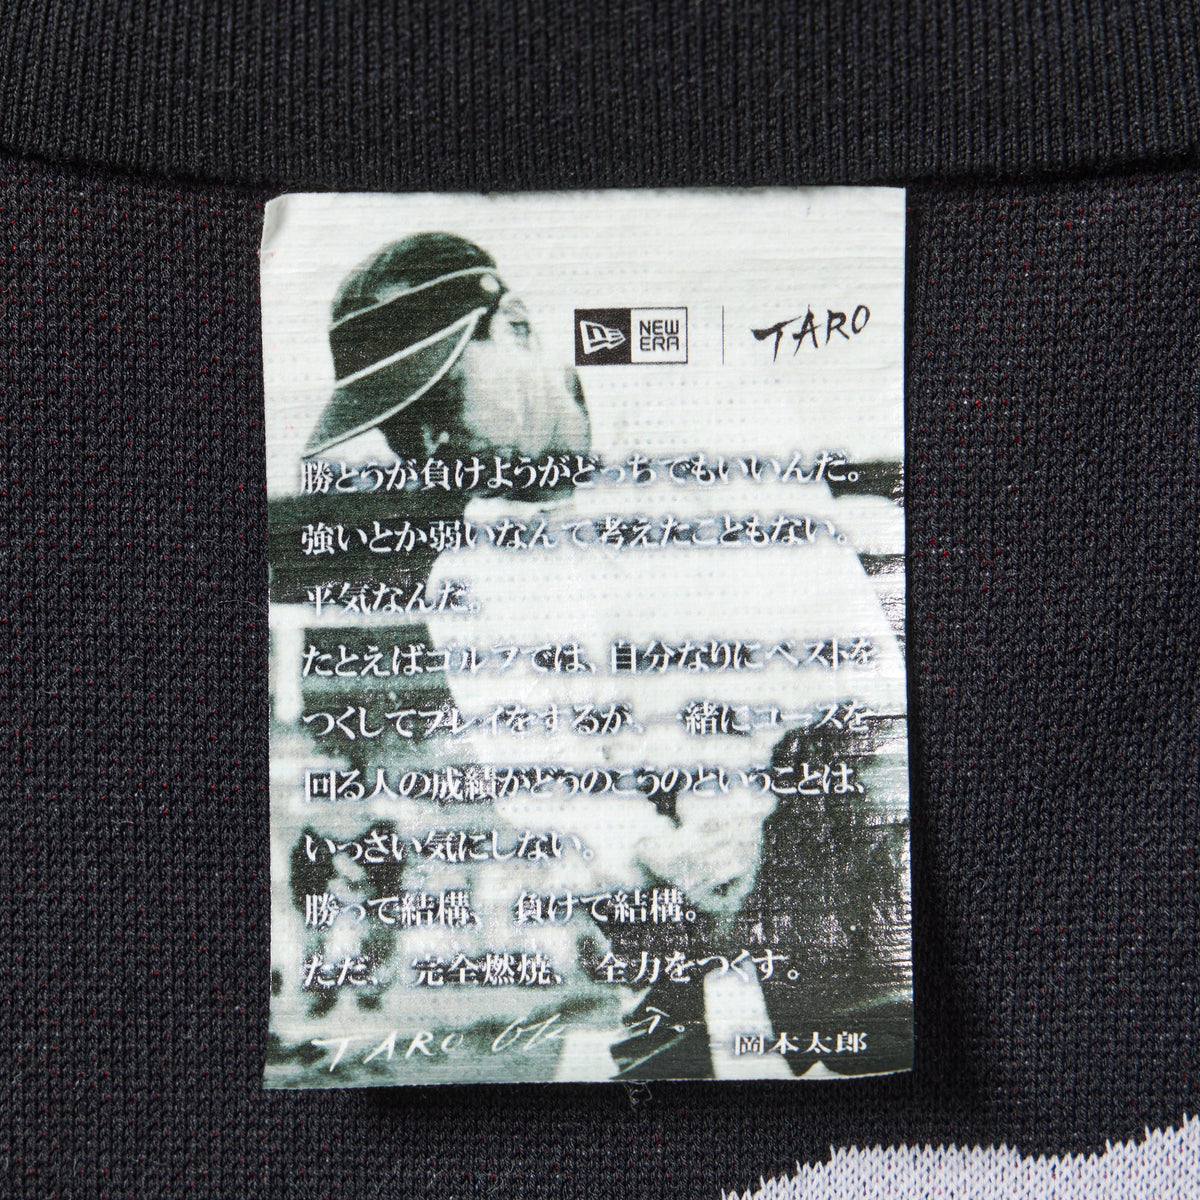 NEW ERA
TARO
勝とうが負けようがどっちでもいいんだ。
強いとか弱いなんて考えたこともない。
平気なんだ。
たとえばゴルフでは、自分なりにベストを
つくしてプレイをするが、一緒にコースを
回る人の成績がどうのこうのということは、
いっさい気にしない。
勝って結構、負けて結構。
ただ、完全燃焼、全力をつくす。
TARO
岡本太郎